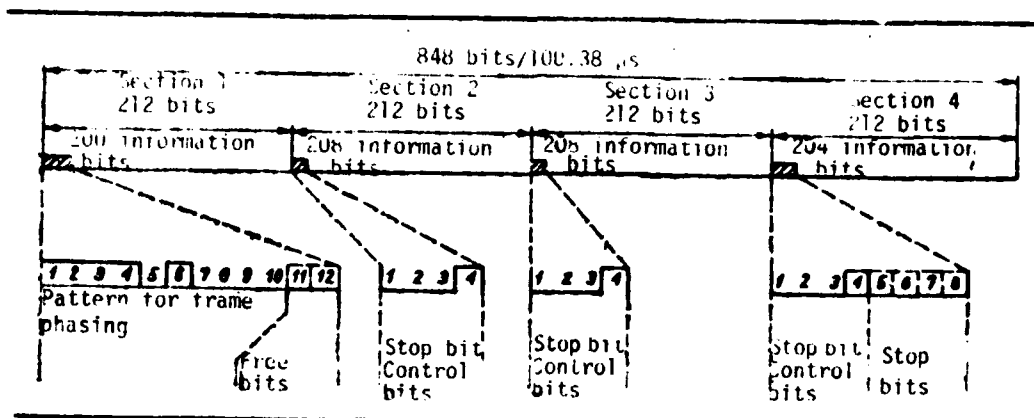 848 bits/100.38 µs
Section 1 Section 2 Section 3 Section 4
212 bits 212 bits 212 bits 212 bits
200 information 208 information 208 information 204 information
bits bits bits bits
1 2 3 4 5 6 7 8 9 10 11 12 1 2 3 4 1 2 3 4 1 2 3 4 5 6 7 8
Pattern for frame
phasing
Free
bits
Stop bit
Control
bits
Stop bit
Control
bits
Stop bit
Control
bits
Stop
bits